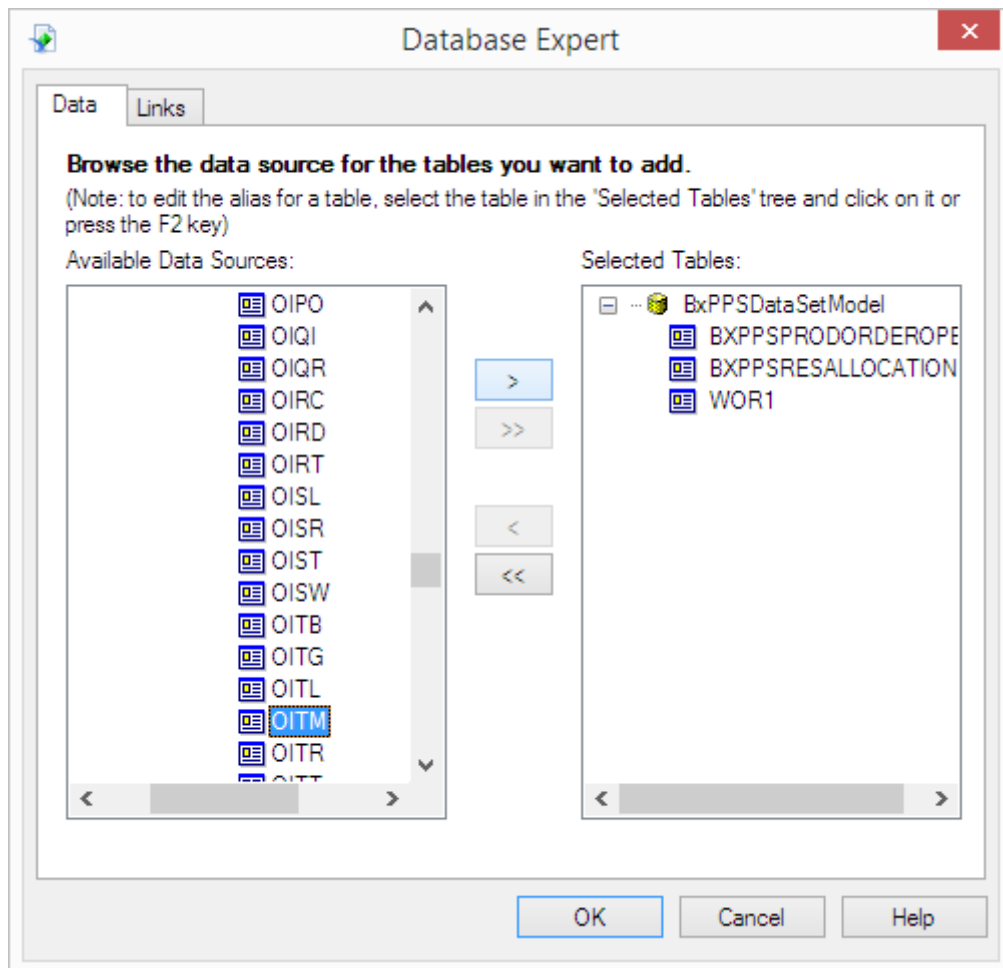 Database Expert
Data
Links
Browse the data source for the tables you want to add.
(Note: to edit the alias for a table, select the table in the 'Selected Tables' tree and click on it or
press the F2 key)
Available Data Sources:
OIPO
OIQI
OIQR
OIRC
OIRD
OIRT
OISL
OISR
OIST
OISW
OITB
OITG
OITL
OITM
OITR
OITT
>
>>
<
<<
Selected Tables:
BxPPSDataSetModel
BXPPSPRODORDEROPE
BXPPSRESALLOCATION
WOR1
OK
Cancel
Help